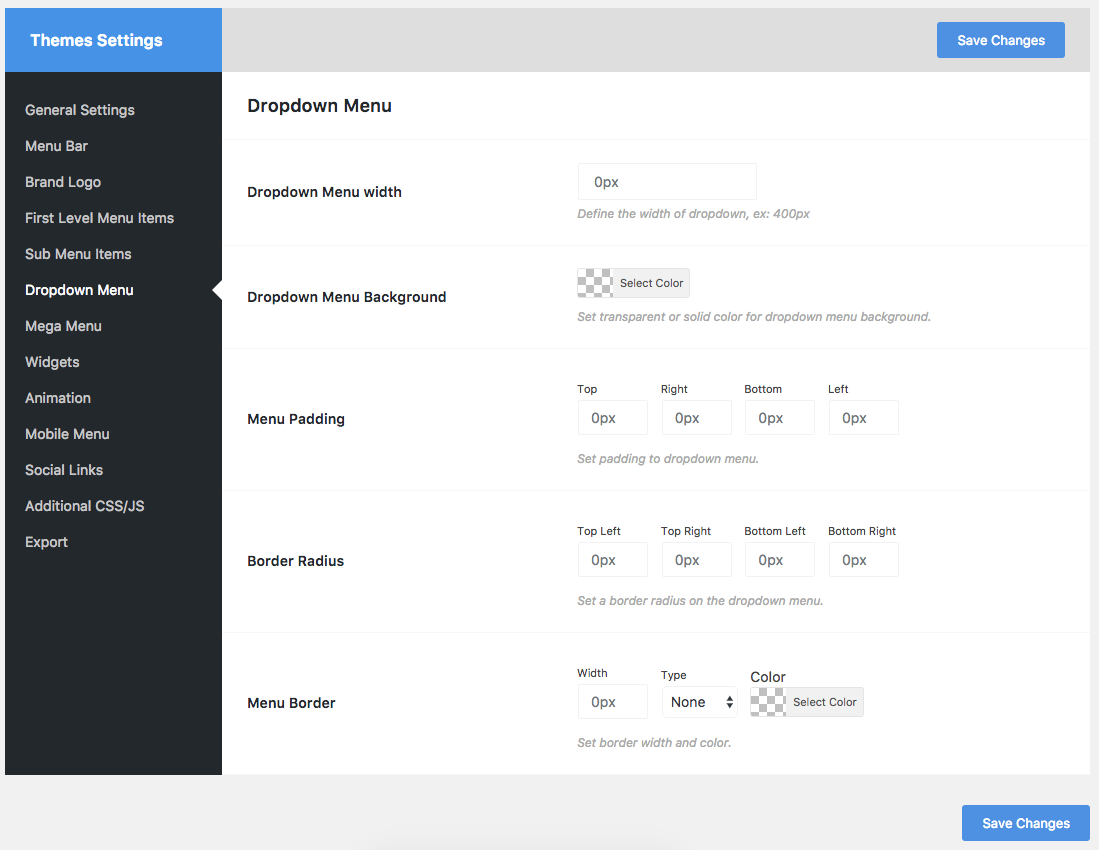 Themes Settings
Save Changes
General Settings
Menu Bar
Brand Logo
First Level Menu Items
Sub Menu Items
Dropdown Menu
Mega Menu
Widgets
Animation
Mobile Menu
Social Links
Additional CSS/JS
Export
Dropdown Menu
Dropdown Menu width
0px
Define the width of dropdown, ex: 400px
Dropdown Menu Background
Select Color
Set transparent or solid color for dropdown menu background.
Menu Padding
Top Right Bottom Left
0px 0px 0px 0px
Set padding to dropdown menu.
Border Radius
Top Left Top Right Bottom Left Bottom Right
0px 0px 0px 0px
Set a border radius on the dropdown menu.
Menu Border
Width Type Color
0px None Select Color
Set border width and color.
Save Changes